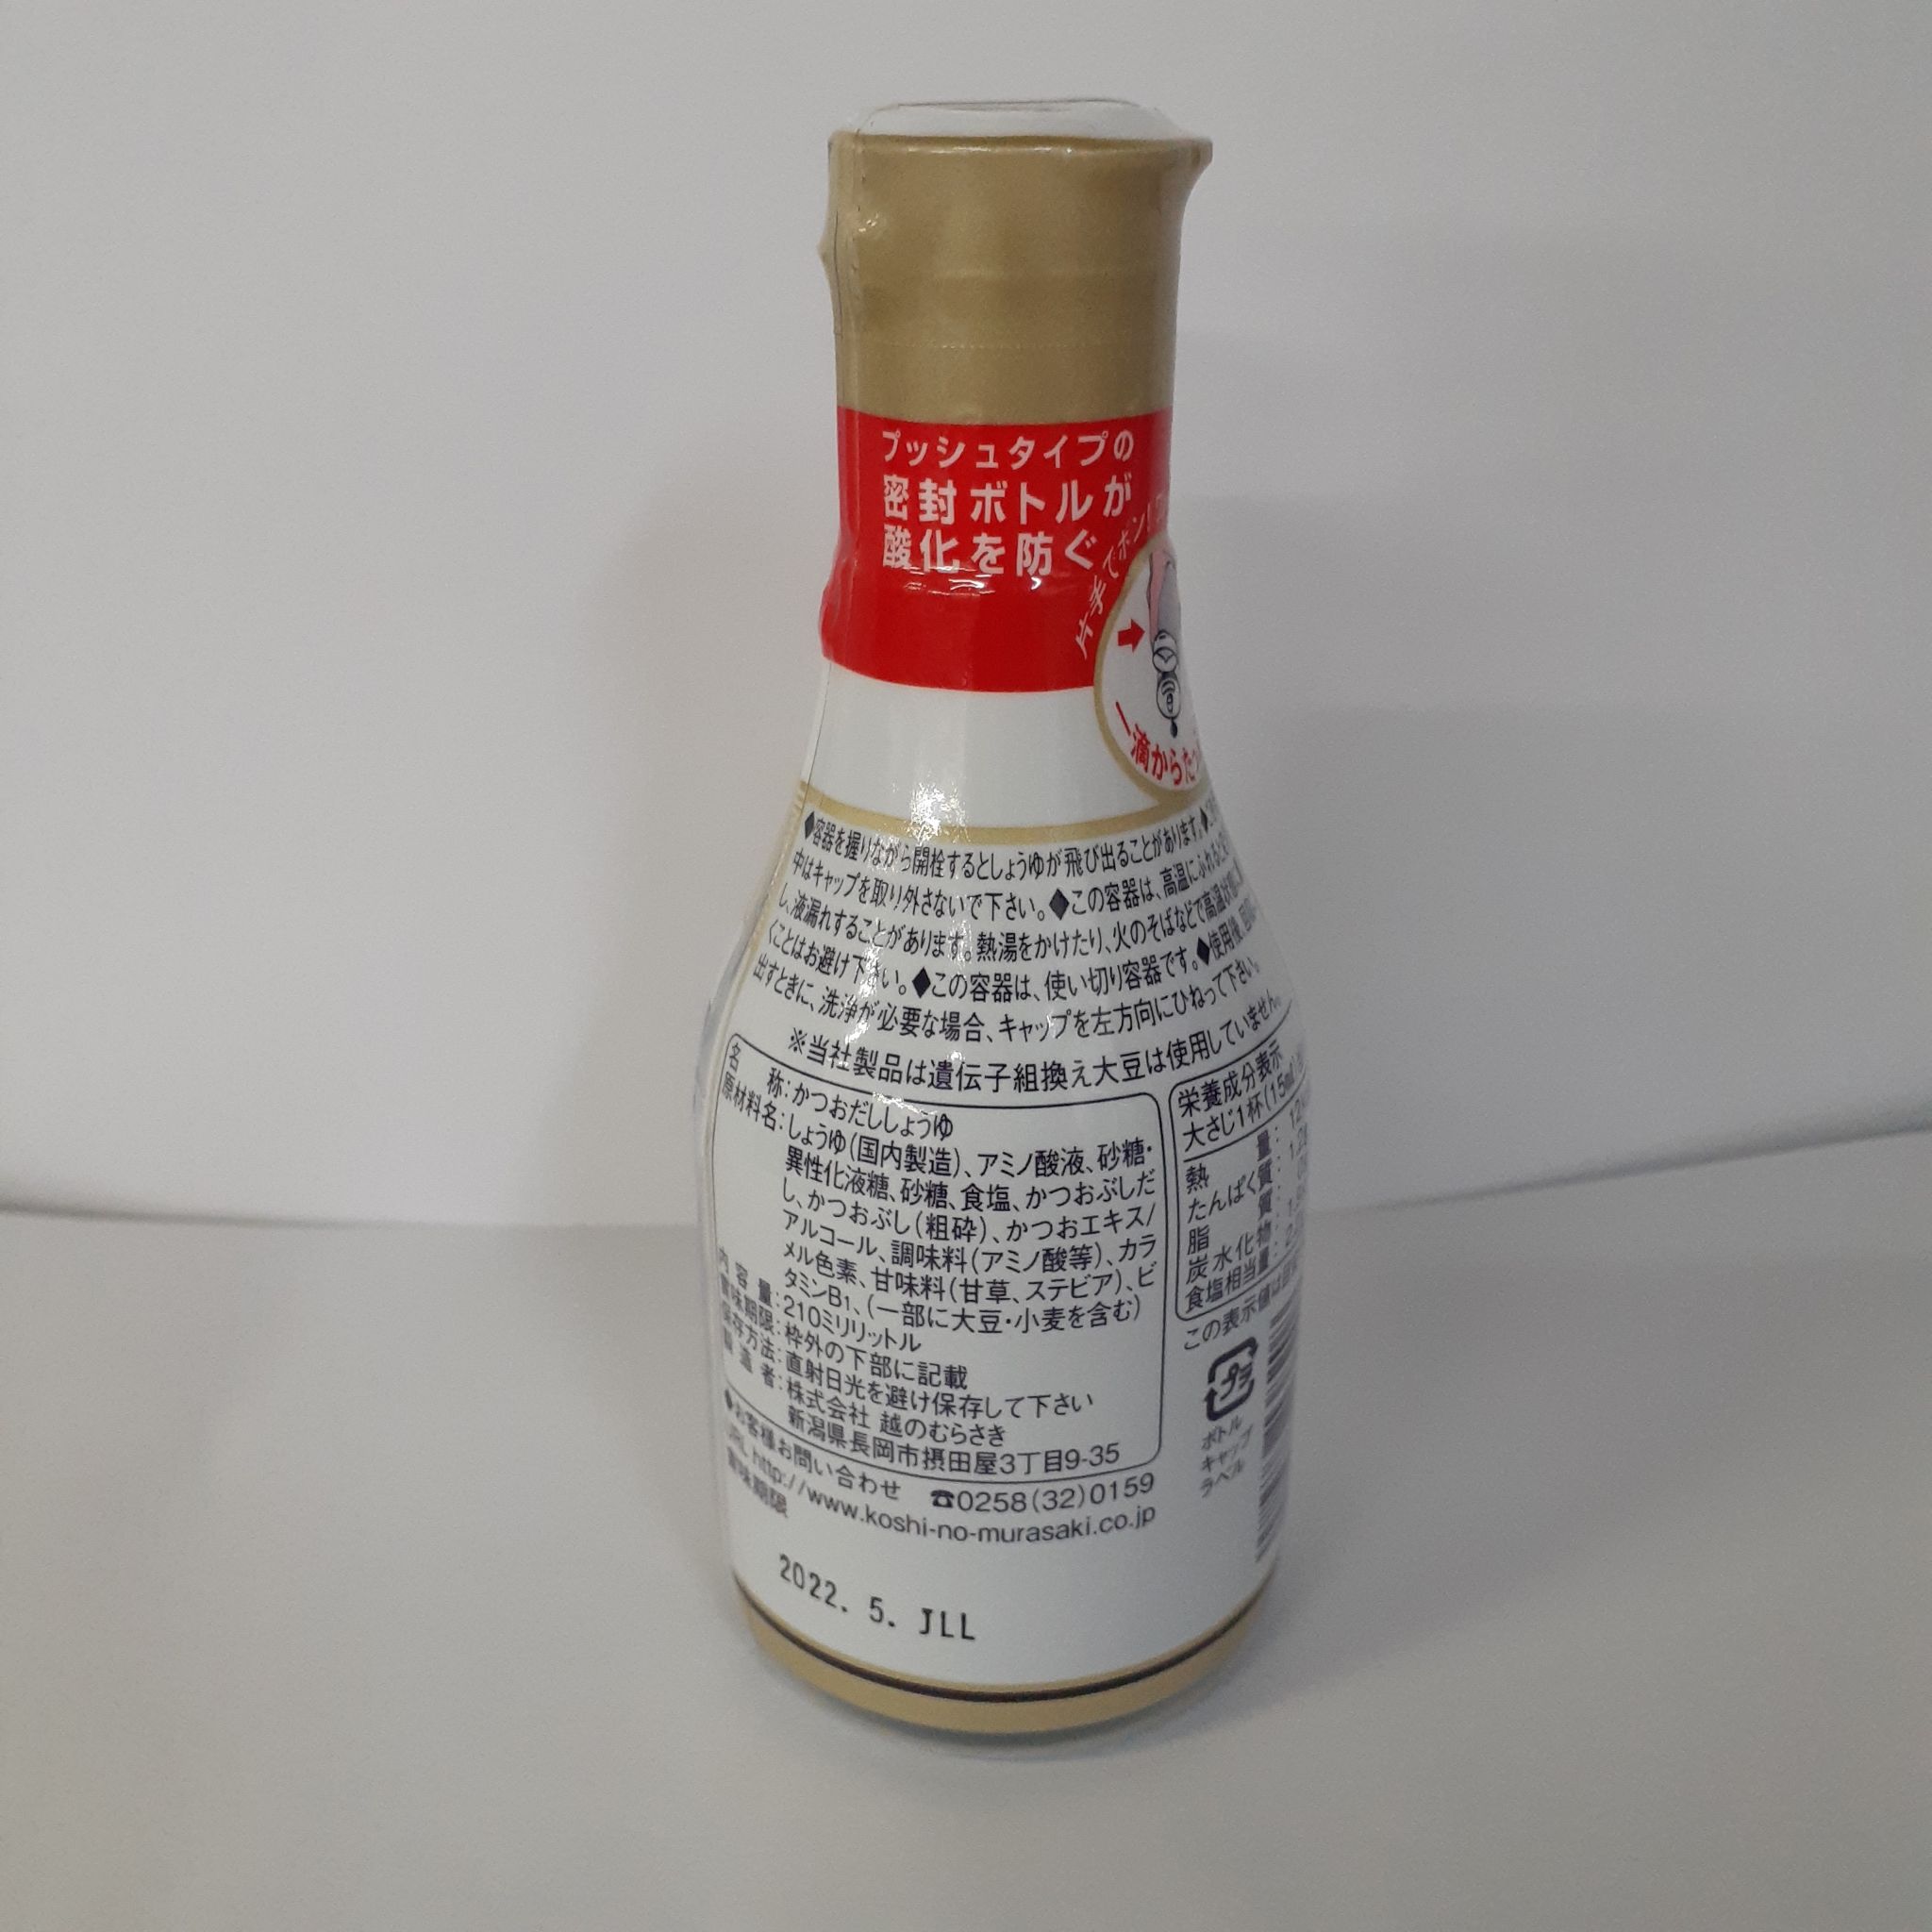 プッシュタイプの
密封ボトルが
酸化を防ぐ
片手でポン!
一滴からたっ
◆容器を握りながら開栓するとしょうゆが飛び出ることがあります。◆
中はキャップを取り外さないで下さい。◆この容器は、高温にふれると
し、液漏れすることがあります。熱湯をかけたり、火のそばなどで高温
くことはお避け下さい。◆この容器は、使い切り容器です。◆使用後、
出すときに、洗浄が必要な場合、キャップを左方向にひねって下さい。
※当社製品は遺伝子組換え大豆は使用していません。
名称:かつおだししょうゆ
原材料名:しょうゆ(国内製造)、アミノ酸液、砂糖・
異性化液糖、砂糖、食塩、かつおぶしだ
し、かつおぶし(粗砕)、かつおエキス/
アルコール、調味料(アミノ酸等)、カラ
メル色素、甘味料(甘草、ステビア)、ビ
タミンB1、(一部に大豆・小麦を含む)
内容量:210ミリリットル
賞味期限:枠外の下部に記載
保存方法:直射日光を避け保存して下さい
製造者:株式会社 越のむらさき
新潟県長岡市摂田屋3丁目9-35
◆お客様お問い合わせ ☎0258(32)0159
URL http://www.koshi-no-murasaki.co.jp
賞味期限
2022. 5. JLL
栄養成分表示
大さじ1杯(15ml)
熱量:
たんぱく質:
脂質:
炭水化物:
食塩相当量:
この表示値は
プラ
ボトル
キャップ
ラベル